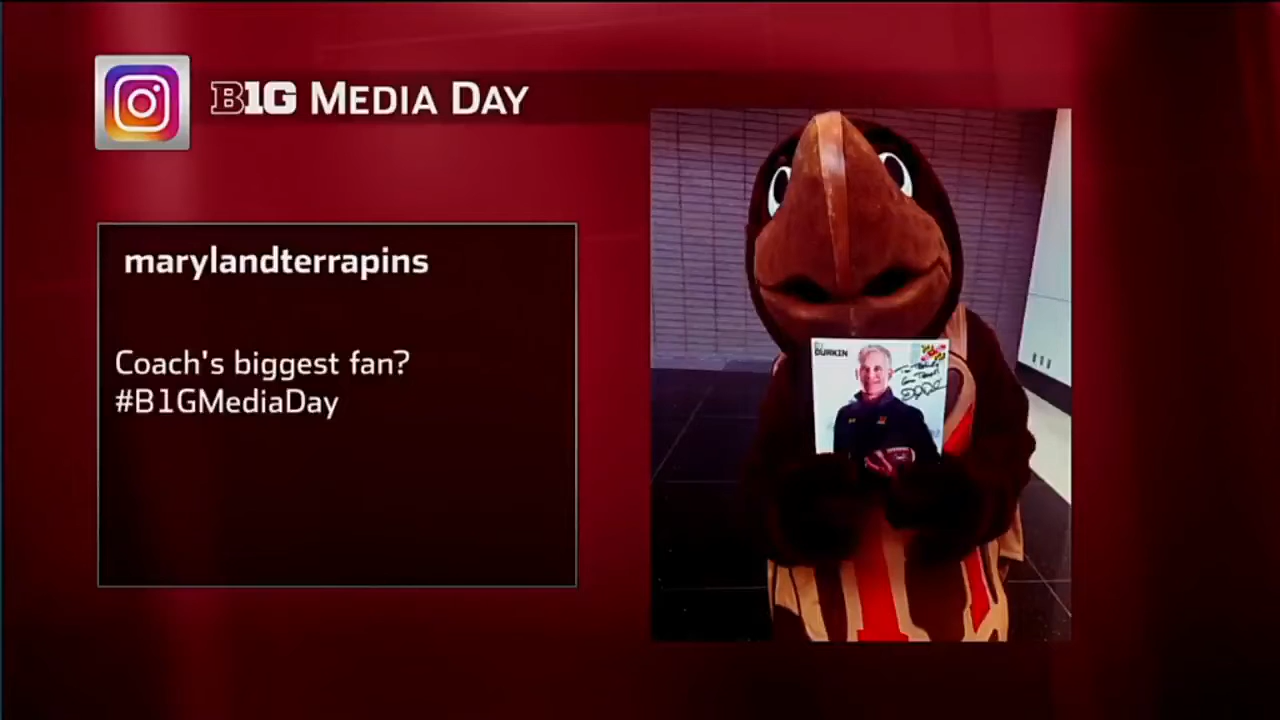 B1G MEDIA DAY
marylandterrapins
Coach's biggest fan?
#B1GMediaDay
DURKIN